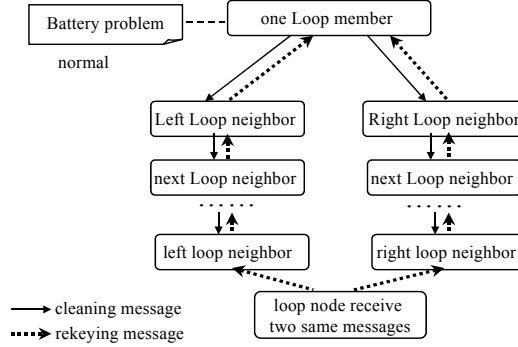 Battery problem
one Loop member
normal
Left Loop neighbor
Right Loop neighbor
next Loop neighbor
next Loop neighbor
left loop neighbor
right loop neighbor
loop node receive
two same messages
cleaning message
rekeying message